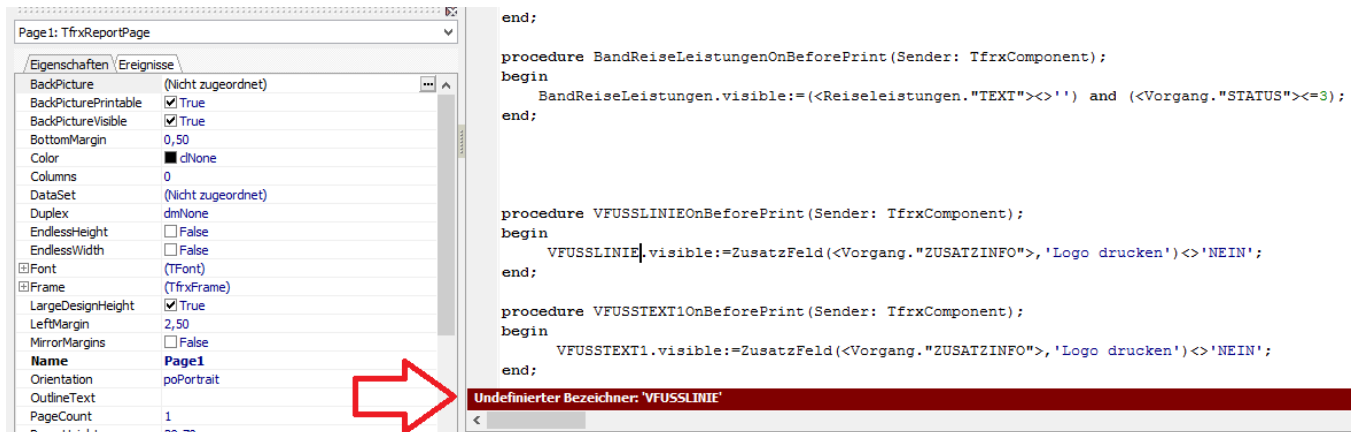 Page1: TfrxReportPage
Eigenschaften Ereignisse
BackPicture (Nicht zugeordnet) ...
BackPicturePrintable True
BackPictureVisible True
BottomMargin 0,50
Color clNone
Columns 0
DataSet (Nicht zugeordnet)
Duplex dmNone
EndlessHeight False
EndlessWidth False
Font (TFont)
Frame (TfrxFrame)
LargeDesignHeight True
LeftMargin 2,50
MirrorMargins False
Name Page1
Orientation poPortrait
OutlineText
PageCount 1
end;
procedure BandReiseLeistungenOnBeforePrint(Sender: TfrxComponent);
begin
BandReiseLeistungen.visible:=(<Reiseleistungen."TEXT"><>'') and (<Vorgang."STATUS"><=3);
end;
procedure VFUSSLINIEOnBeforePrint(Sender: TfrxComponent);
begin
VFUSSLINIE.visible:=ZusatzFeld(<Vorgang."ZUSATZINFO">,'Logo drucken')<>'NEIN';
end;
procedure VFUSSTEXT1OnBeforePrint(Sender: TfrxComponent);
begin
VFUSSTEXT1.visible:=ZusatzFeld(<Vorgang."ZUSATZINFO">,'Logo drucken')<>'NEIN';
end;
Undefinierter Bezeichner: 'VFUSSLINIE'